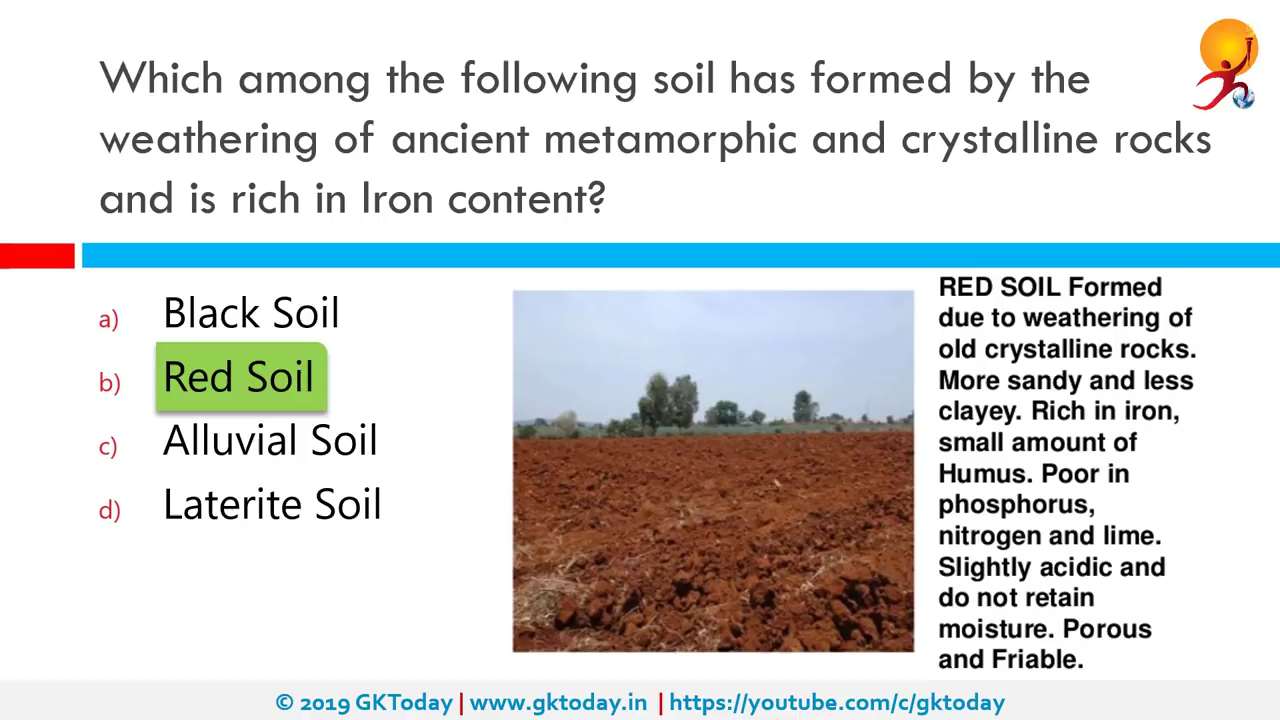 Which among the following soil has formed by the
weathering of ancient metamorphic and crystalline rocks
and is rich in Iron content?
a) Black Soil
b) Red Soil
c) Alluvial Soil
d) Laterite Soil
RED SOIL Formed
due to weathering of
old crystalline rocks.
More sandy and less
clayey. Rich in iron,
small amount of
Humus. Poor in
phosphorus,
nitrogen and lime.
Slightly acidic and
do not retain
moisture. Porous
and Friable.
© 2019 GKToday | www.gktoday.in | https://youtube.com/c/gktoday